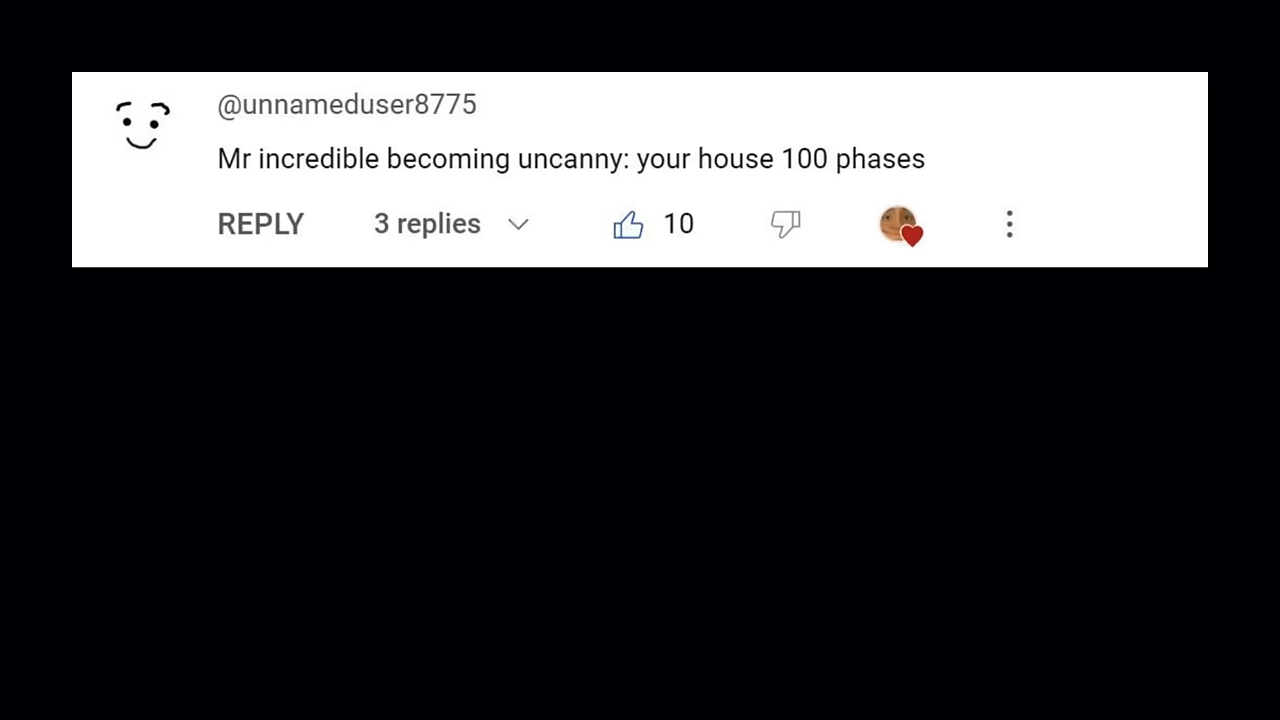 @unnameduser8775
Mr incredible becoming uncanny: your house 100 phases
REPLY 3 replies 10